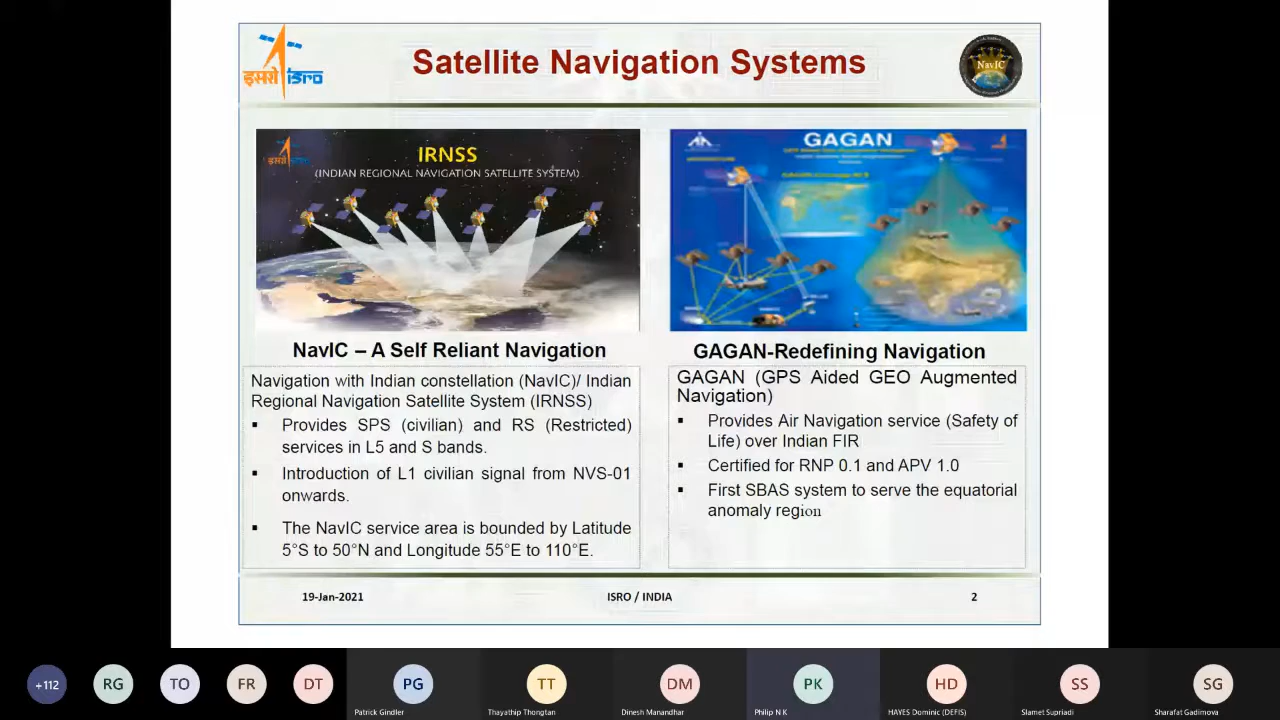 Satellite Navigation Systems
इसरो isro
NavIC
IRNSS
(INDIAN REGIONAL NAVIGATION SATELLITE SYSTEM)
GAGAN
NavIC – A Self Reliant Navigation
Navigation with Indian constellation (NavIC)/ Indian
Regional Navigation Satellite System (IRNSS)
▪ Provides SPS (civilian) and RS (Restricted)
services in L5 and S bands.
▪ Introduction of L1 civilian signal from NVS-01
onwards.
▪ The NavIC service area is bounded by Latitude
5°S to 50°N and Longitude 55°E to 110°E.
GAGAN-Redefining Navigation
GAGAN (GPS Aided GEO Augmented
Navigation)
▪ Provides Air Navigation service (Safety of
Life) over Indian FIR
▪ Certified for RNP 0.1 and APV 1.0
▪ First SBAS system to serve the equatorial
anomaly region
19-Jan-2021
ISRO / INDIA
2
+112
RG
TO
FR
DT
PG
TT
DM
PK
HD
SS
SG
Patrick Gindler
Thayathip Thongtan
Dinesh Manandhar
Philip N K
HAYES Dominic (DEFIS)
Slamet Supriadi
Sharafat Gadimova